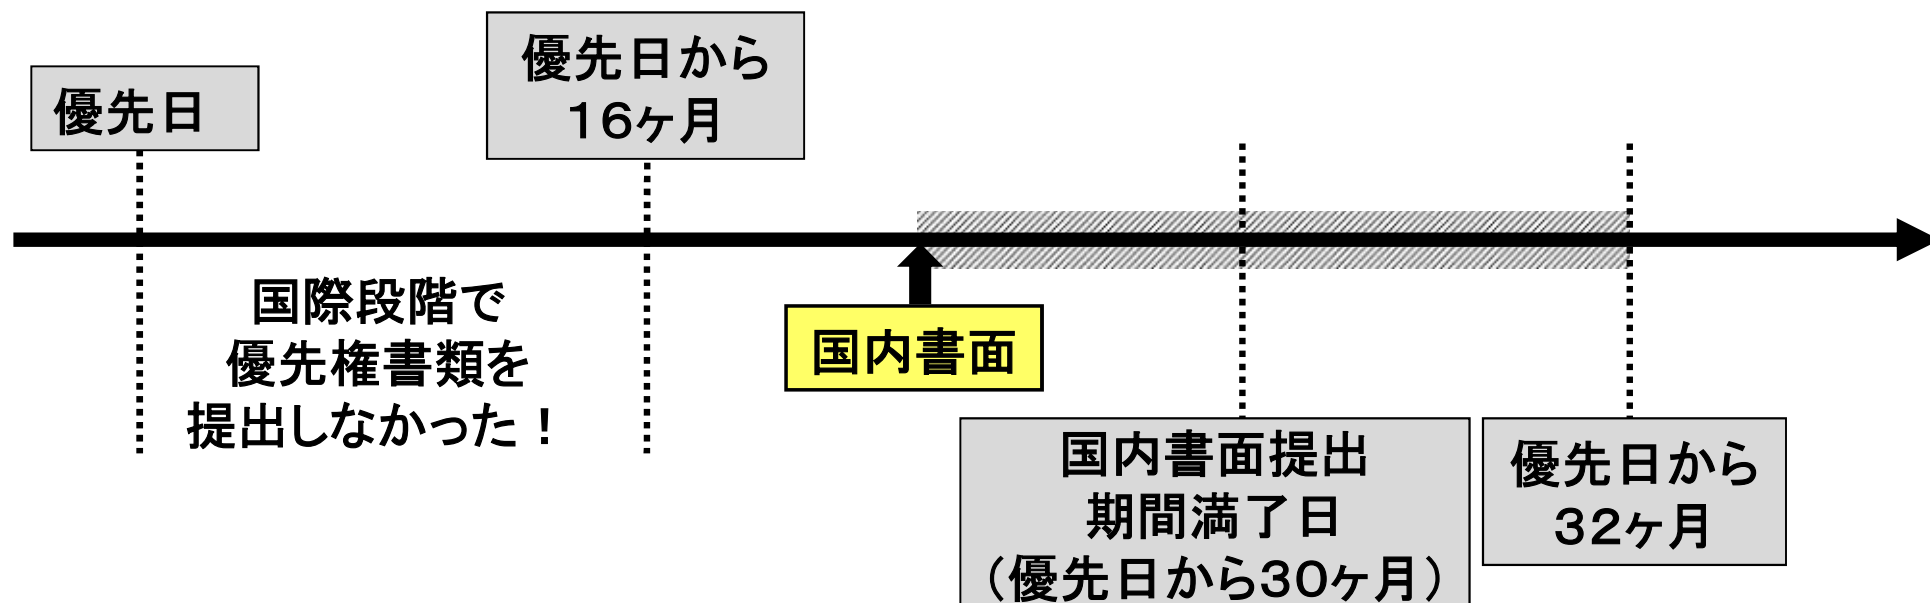 優先日
優先日から
16ヶ月
国際段階で
優先権書類を
提出しなかった！
国内書面
国内書面提出
期間満了日
（優先日から30ヶ月）
優先日から
32ヶ月